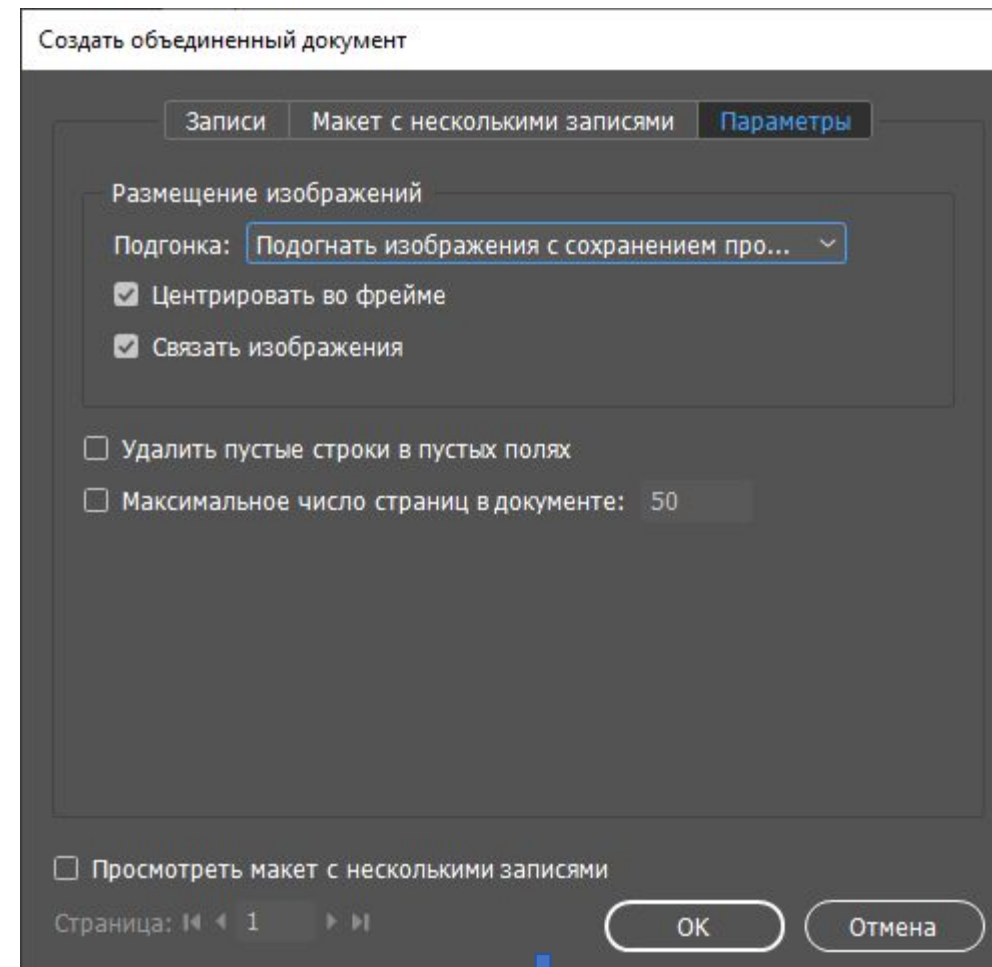 Создать объединенный документ
Записи Макет с несколькими записями Параметры
Размещение изображений
Подгонка: Подогнать изображения с сохранением про...
Центрировать во фрейме
Связать изображения
Удалить пустые строки в пустых полях
Максимальное число страниц в документе: 50
Просмотреть макет с несколькими записями
Страница: 1
ОК Отмена